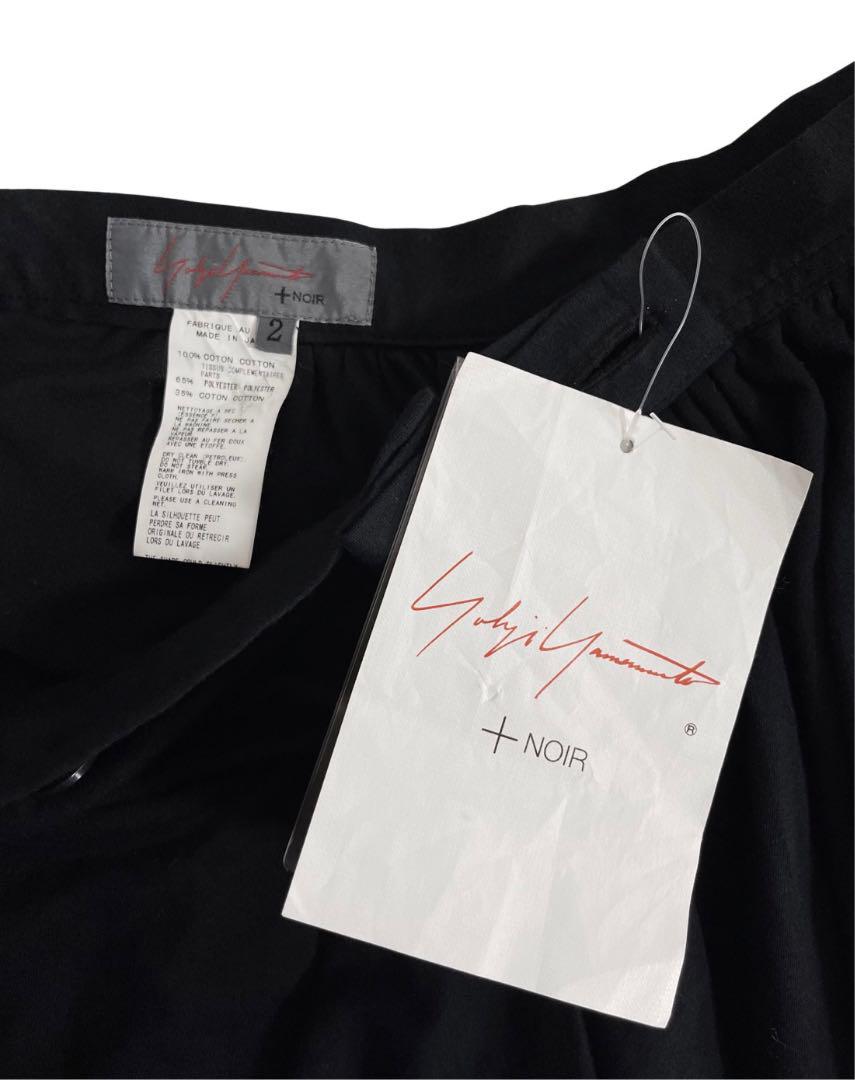 Yohji Yamamoto
+ NOIR
FABRIQUE AU
MADE IN JA
2
100% COTON COTTON
TISSUS COMPLEMENTAIRES
PARTS
65% POLYESTER POLYESTER
35% COTON COTTON
NETTOYAGE A SEC
(ESSENCE F)
NE PAS FAIRE SECHER A
LA MACHINE
NE PAS REPASSER A LA
VAPEUR
REPASSER AU FER DOUX
AVEC UNE ETOFFE.
DRY CLEAN (PETROLEUM)
DO NOT TUMBLE DRY.
DO NOT STEAM.
WARM IRON WITH PRESS
CLOTH.
VEUILLEZ UTILISER UN
FILET LORS DU LAVAGE.
PLEASE USE A CLEANING
NET.
LA SILHOUETTE PEUT
PERDRE SA FORME
ORIGINALE OU RETRECIR
LORS DU LAVAGE
Yohji Yamamoto
®
+ NOIR